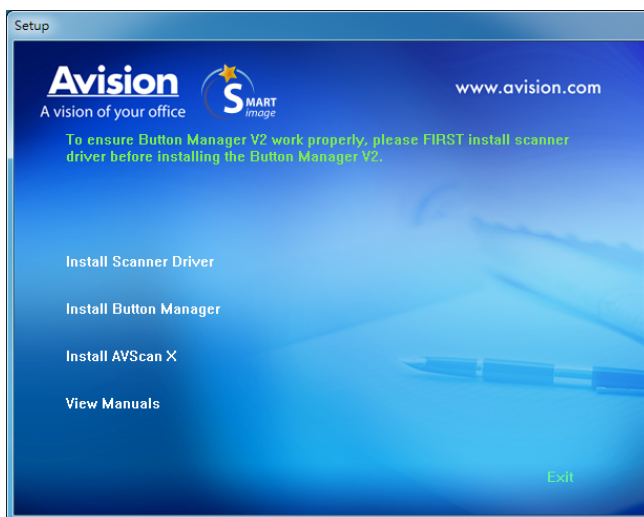 Setup
Avision
A vision of your office
SMART
image
www.avision.com
To ensure Button Manager V2 work properly, please FIRST install scanner
driver before installing the Button Manager V2.
Install Scanner Driver
Install Button Manager
Install AVScan X
View Manuals
Exit